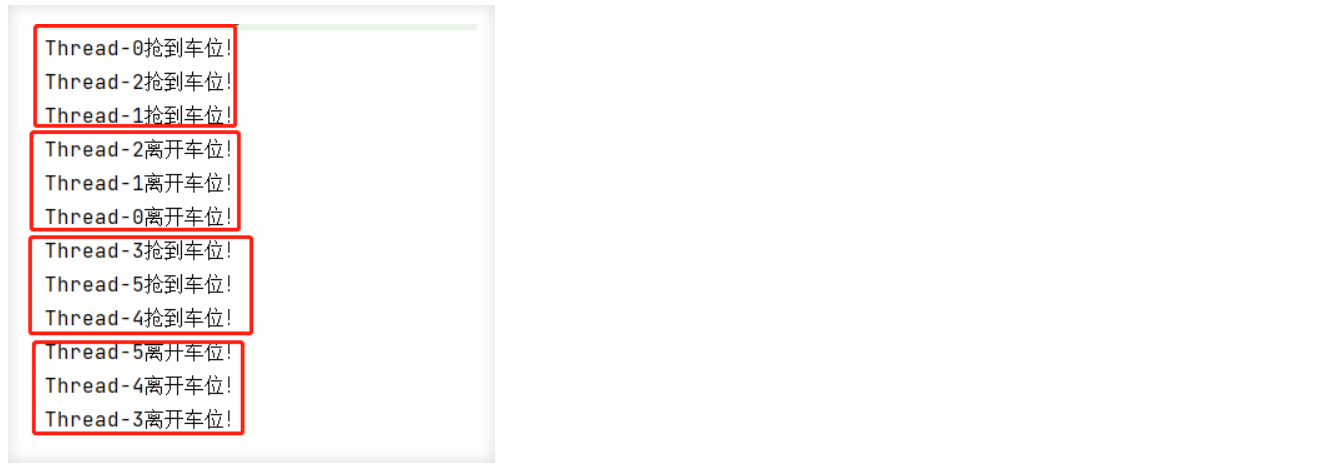 Thread-0抢到车位!
Thread-2抢到车位!
Thread-1抢到车位!
Thread-2离开车位!
Thread-1离开车位!
Thread-0离开车位!
Thread-3抢到车位!
Thread-5抢到车位!
Thread-4抢到车位!
Thread-5离开车位!
Thread-4离开车位!
Thread-3离开车位!